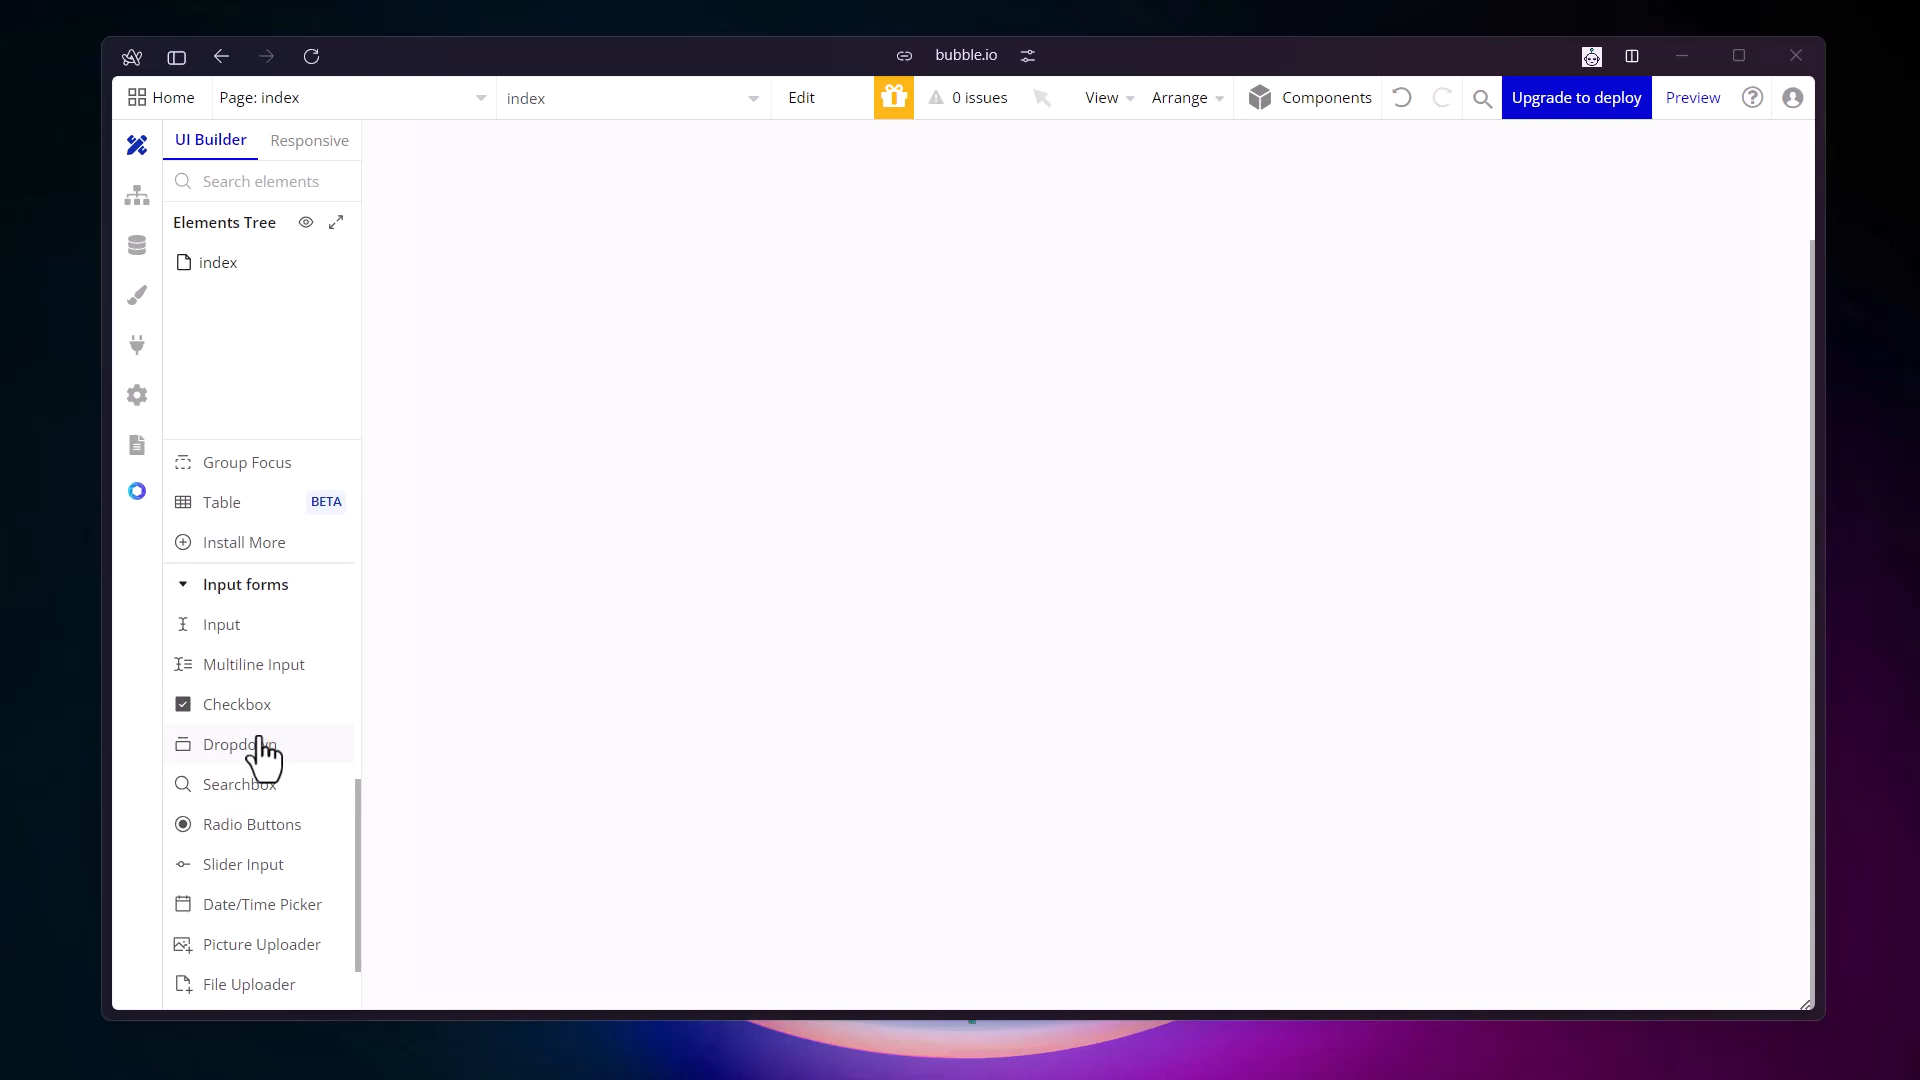 bubble.io
Home
Page: index
index
Edit
0 issues
View
Arrange
Components
Upgrade to deploy
Preview
UI Builder
Responsive
Search elements
Elements Tree
index
Group Focus
Table
BETA
Install More
Input forms
Input
Multiline Input
Checkbox
Dropdown
Searchbox
Radio Buttons
Slider Input
Date/Time Picker
Picture Uploader
File Uploader